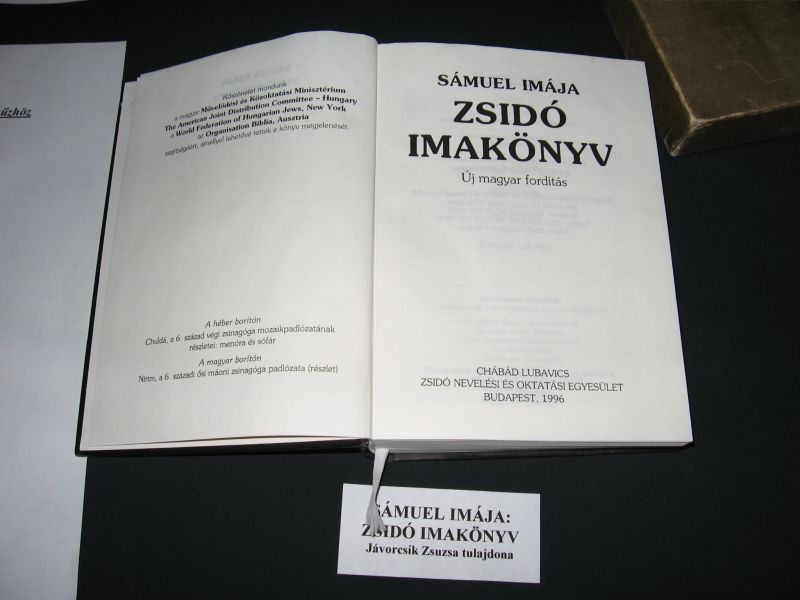 űzhöz
Köszönetet mondunk
a magyar Művelődési és Közoktatási Minisztérium
The American Joint Distribution Committee – Hungary
a World Federation of Hungarian Jews, New York
az Organisation Biblia, Ausztria
segítségéért, amellyel lehetővé tették e könyv megjelenését.
A héber borítón
Chuldá, a 6. század végi zsinagóga mozaikpadlózatának
részletei: menóra és sófár
A magyar borítón
Nirim, a 6. századi ősi máoni zsinagóga padlózata (részlet)
SÁMUEL IMÁJA
ZSIDÓ
IMAKÖNYV
Új magyar fordítás
CHÁBÁD LUBAVICS
ZSIDÓ NEVELÉSI ÉS OKTATÁSI EGYESÜLET
BUDAPEST, 1996
SÁMUEL IMÁJA:
ZSIDÓ IMAKÖNYV
Jávorcsik Zsuzsa tulajdona